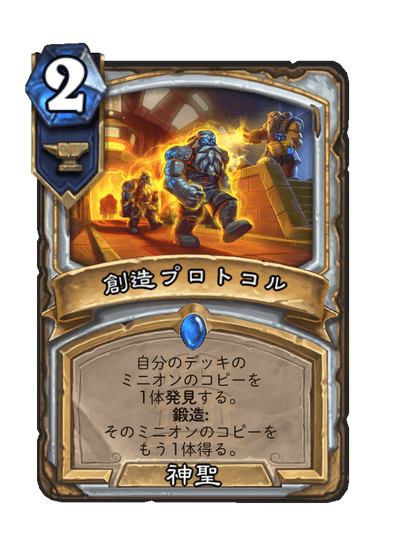 2
創造プロトコル
自分のデッキの
ミニオンのコピーを
1体発見する。
鍛造:
そのミニオンのコピーを
もう1体得る。
神聖